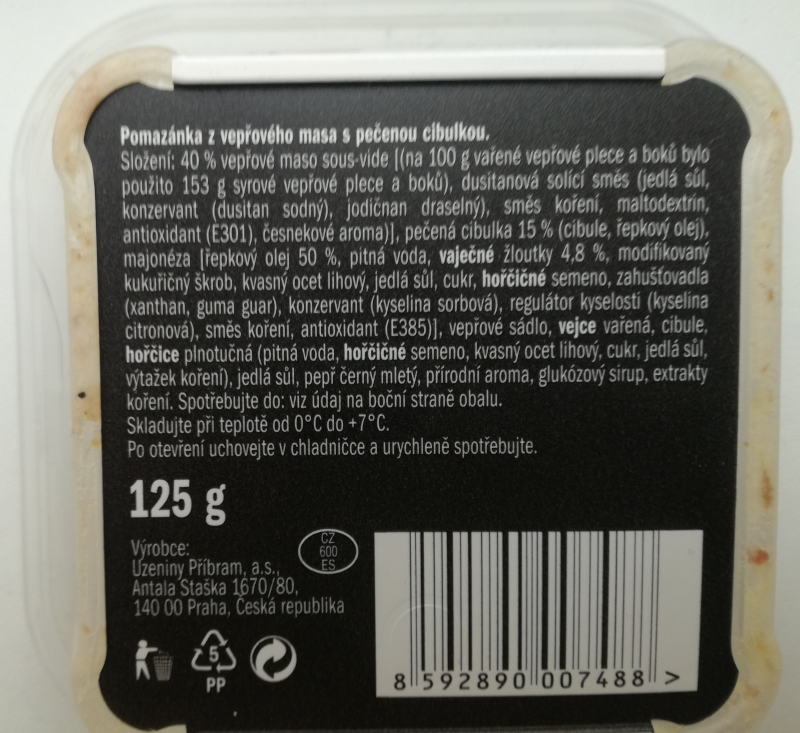 Pomazánka z vepřového masa s pečenou cibulkou.
Složení: 40 % vepřové maso sous-vide [(na 100 g vařené vepřové plece a boků bylo
použito 153 g syrové vepřové plece a boků), dusitanová solící směs (jedlá sůl,
konzervant (dusitan sodný), jodičnan draselný), směs koření, maltodextrin,
antioxidant (E301), česnekové aroma)], pečená cibulka 15 % (cibule, řepkový olej),
majonéza [řepkový olej 50 %, pitná voda, vaječné žloutky 4,8 %, modifikovaný
kukuřičný škrob, kvasný ocet lihový, jedlá sůl, cukr, hořčičné semeno, zahušťovadla
(xanthan, guma guar), konzervant (kyselina sorbová), regulátor kyselosti (kyselina
citronová), směs koření, antioxidant (E385)], vepřové sádlo, vejce vařená, cibule,
hořčice plnotučná (pitná voda, hořčičné semeno, kvasný ocet lihový, cukr, jedlá sůl,
výtažek koření), jedlá sůl, pepř černý mletý, přírodní aroma, glukózový sirup, extrakty
koření. Spotřebujte do: viz údaj na boční straně obalu.
Skladujte při teplotě od 0°C do +7°C.
Po otevření uchovejte v chladničce a urychleně spotřebujte.
125 g
Výrobce:
Uzeniny Příbram, a.s.,
Antala Staška 1670/80,
140 00 Praha, Česká republika
CZ
600
ES
5
PP
8 592890 007488 >